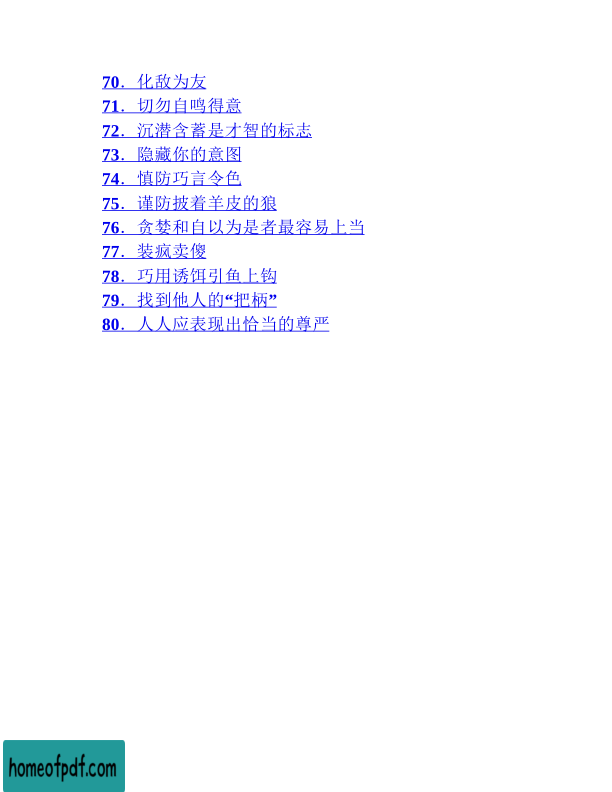 70．化敌为友
71．切勿自鸣得意
72．沉潜含蓄是才智的标志
73．隐藏你的意图
74．慎防巧言令色
75．谨防披着羊皮的狼
76．贪婪和自以为是者最容易上当
77．装疯卖傻
78．巧用诱饵引鱼上钩
79．找到他人的“把柄”
80．人人应表现出恰当的尊严
homeofpdf.com